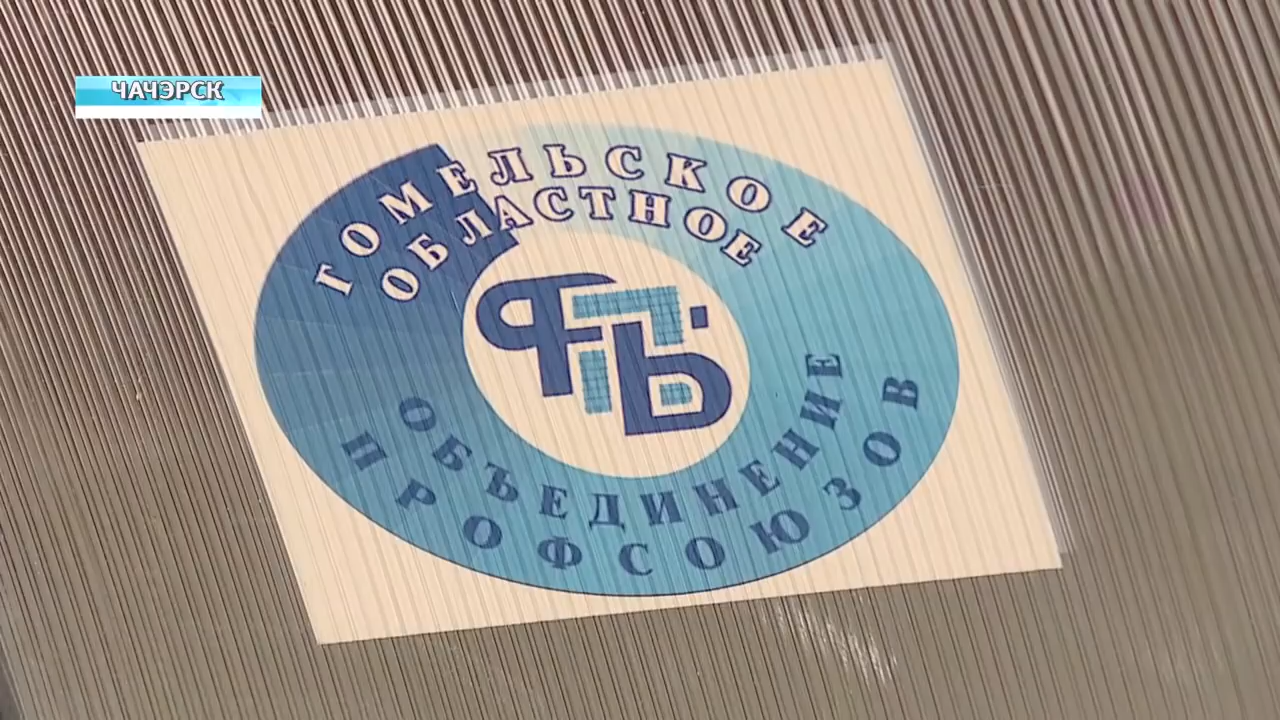 ЧАЧЭРСК
ГОМЕЛЬСКОЕ
ОБЛАСТНОЕ
ФПБ
ОБЪЕДИНЕНИЕ
ПРОФСОЮЗОВ